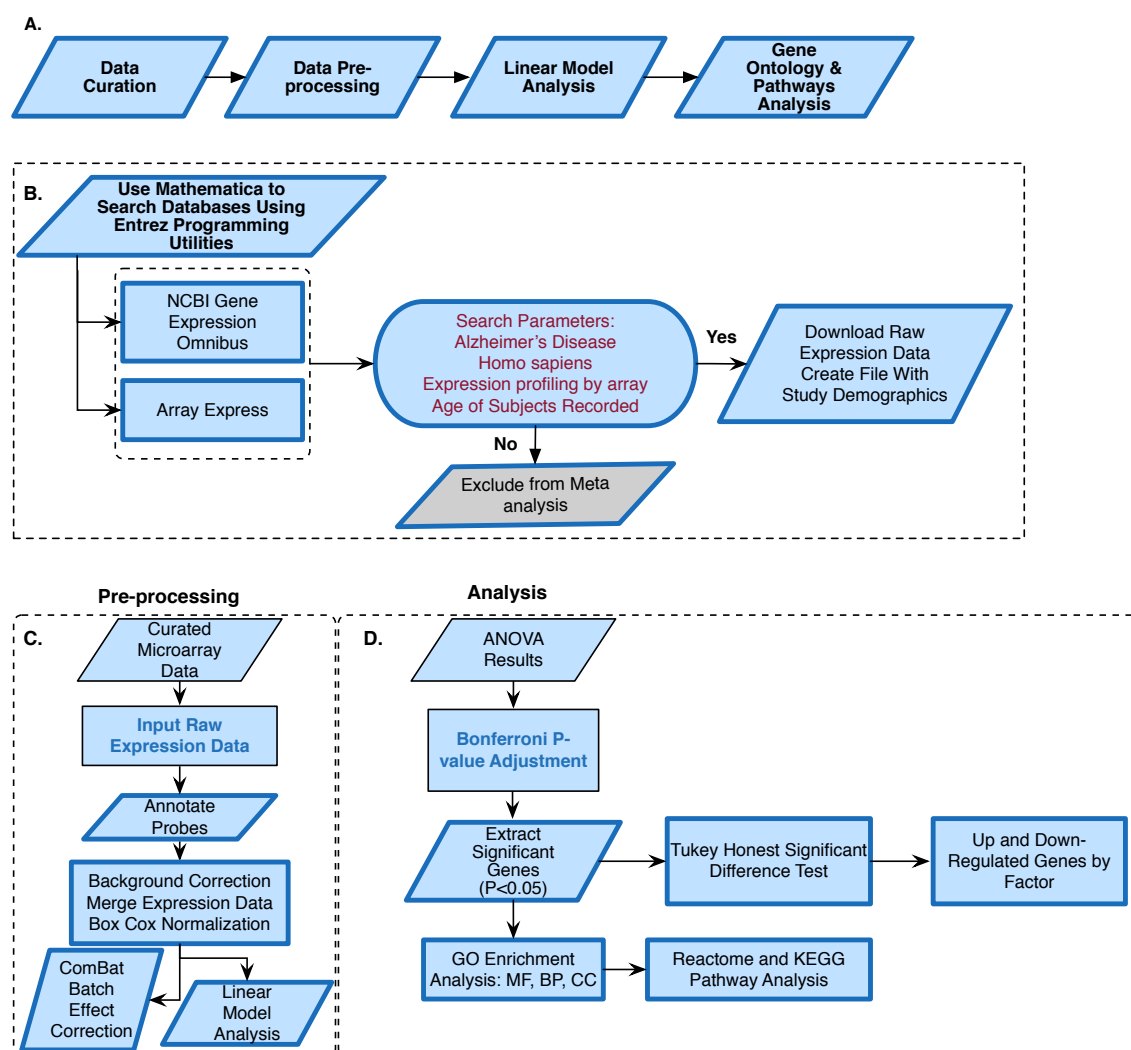 A.
Data
Curation
Data Pre-
processing
Linear Model
Analysis
Gene
Ontology &
Pathways
Analysis
B.
Use Mathematica to
Search Databases Using
Entrez Programming
Utilities
NCBI Gene
Expression
Omnibus
Array Express
Search Parameters:
Alzheimer's Disease
Homo sapiens
Expression profiling by array
Age of Subjects Recorded
Yes
Download Raw
Expression Data
Create File With
Study Demographics
No
Exclude from Meta
analysis
Pre-processing
C.
Curated
Microarray
Data
Input Raw
Expression Data
Annotate
Probes
Background Correction
Merge Expression Data
Box Cox Normalization
ComBat
Batch
Effect
Correction
Linear
Model
Analysis
Analysis
D.
ANOVA
Results
Bonferroni P-
value Adjustment
Extract
Significant
Genes
(P<0.05)
Tukey Honest Significant
Difference Test
Up and Down-
Regulated Genes by
Factor
GO Enrichment
Analysis: MF, BP, CC
Reactome and KEGG
Pathway Analysis